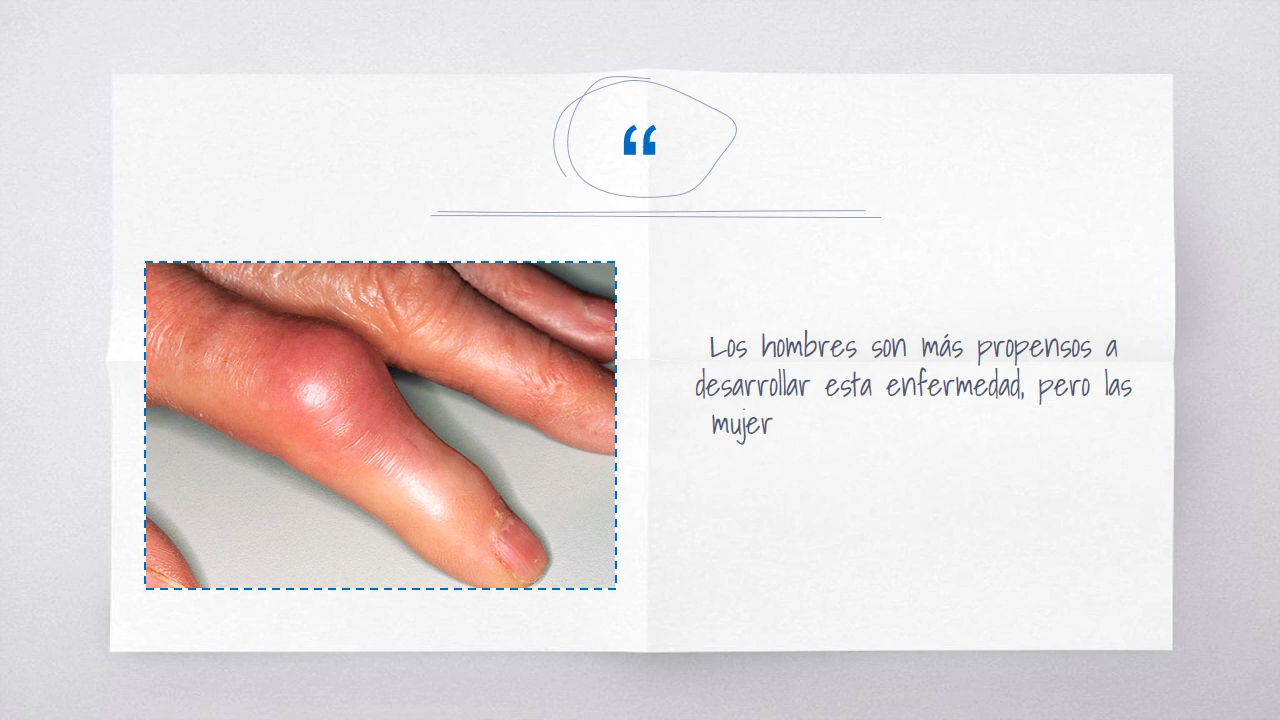 “
Los hombres son más propensos a
desarrollar esta enfermedad, pero las
mujer